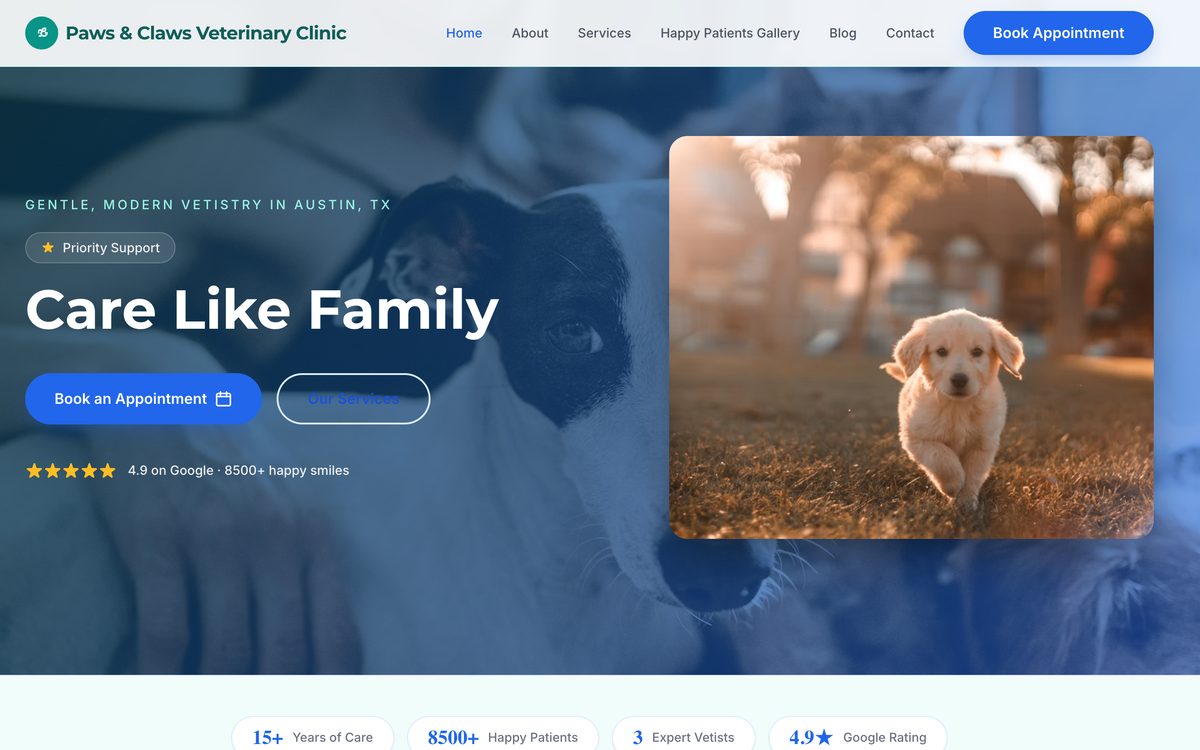 Paws & Claws Veterinary Clinic
Home
About
Services
Happy Patients Gallery
Blog
Contact
Book Appointment
GENTLE, MODERN VETISTRY IN AUSTIN, TX
Priority Support
Care Like Family
Book an Appointment
Our Services
4.9 on Google · 8500+ happy smiles
15+ Years of Care
8500+ Happy Patients
3 Expert Vetists
4.9★ Google Rating